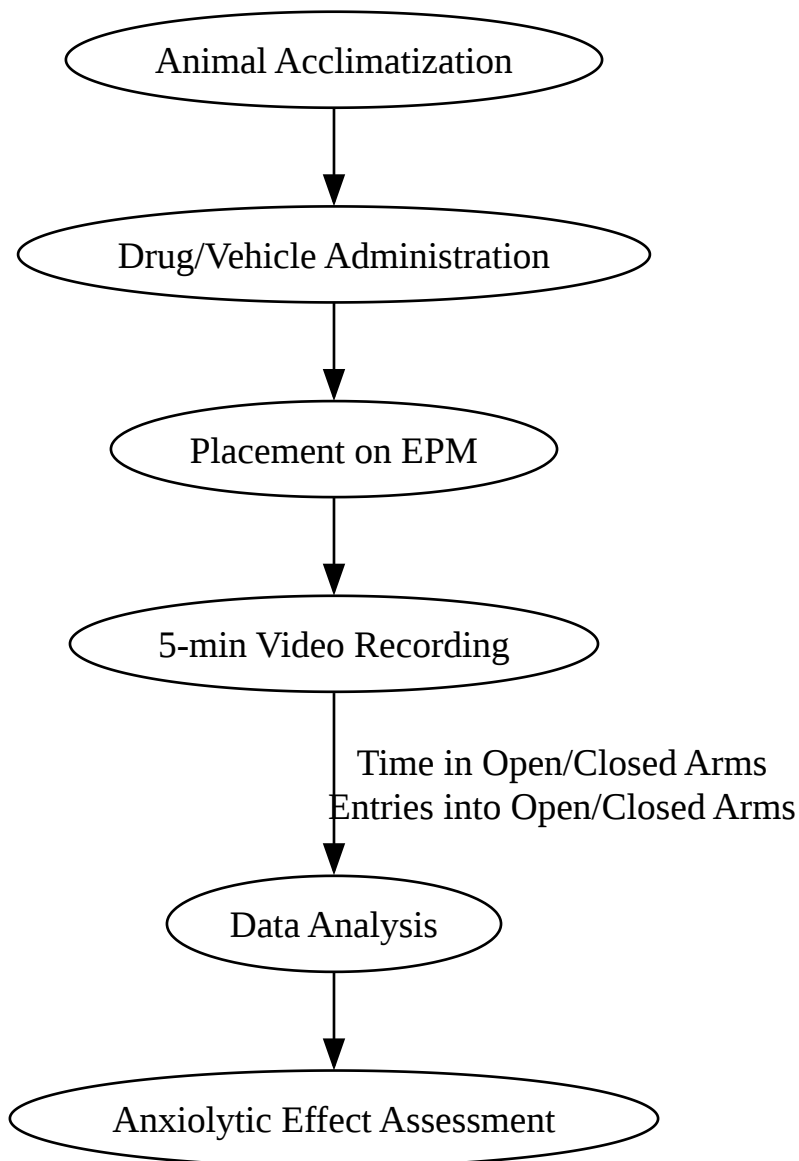 Animal Acclimatization
Drug/Vehicle Administration
Placement on EPM
5-min Video Recording
Time in Open/Closed Arms
Entries into Open/Closed Arms
Data Analysis
Anxiolytic Effect Assessment